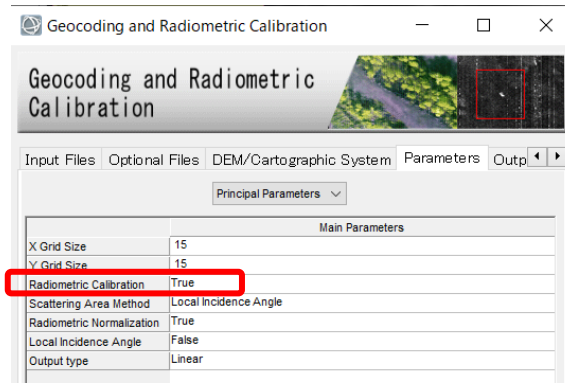 Geocoding and Radiometric Calibration
Geocoding and Radiometric
Calibration
Input Files Optional Files DEM/Cartographic System Parameters Outp
Principal Parameters
Main Parameters
X Grid Size 15
Y Grid Size 15
Radiometric Calibration True
Scattering Area Method Local Incidence Angle
Radiometric Normalization True
Local Incidence Angle False
Output type Linear